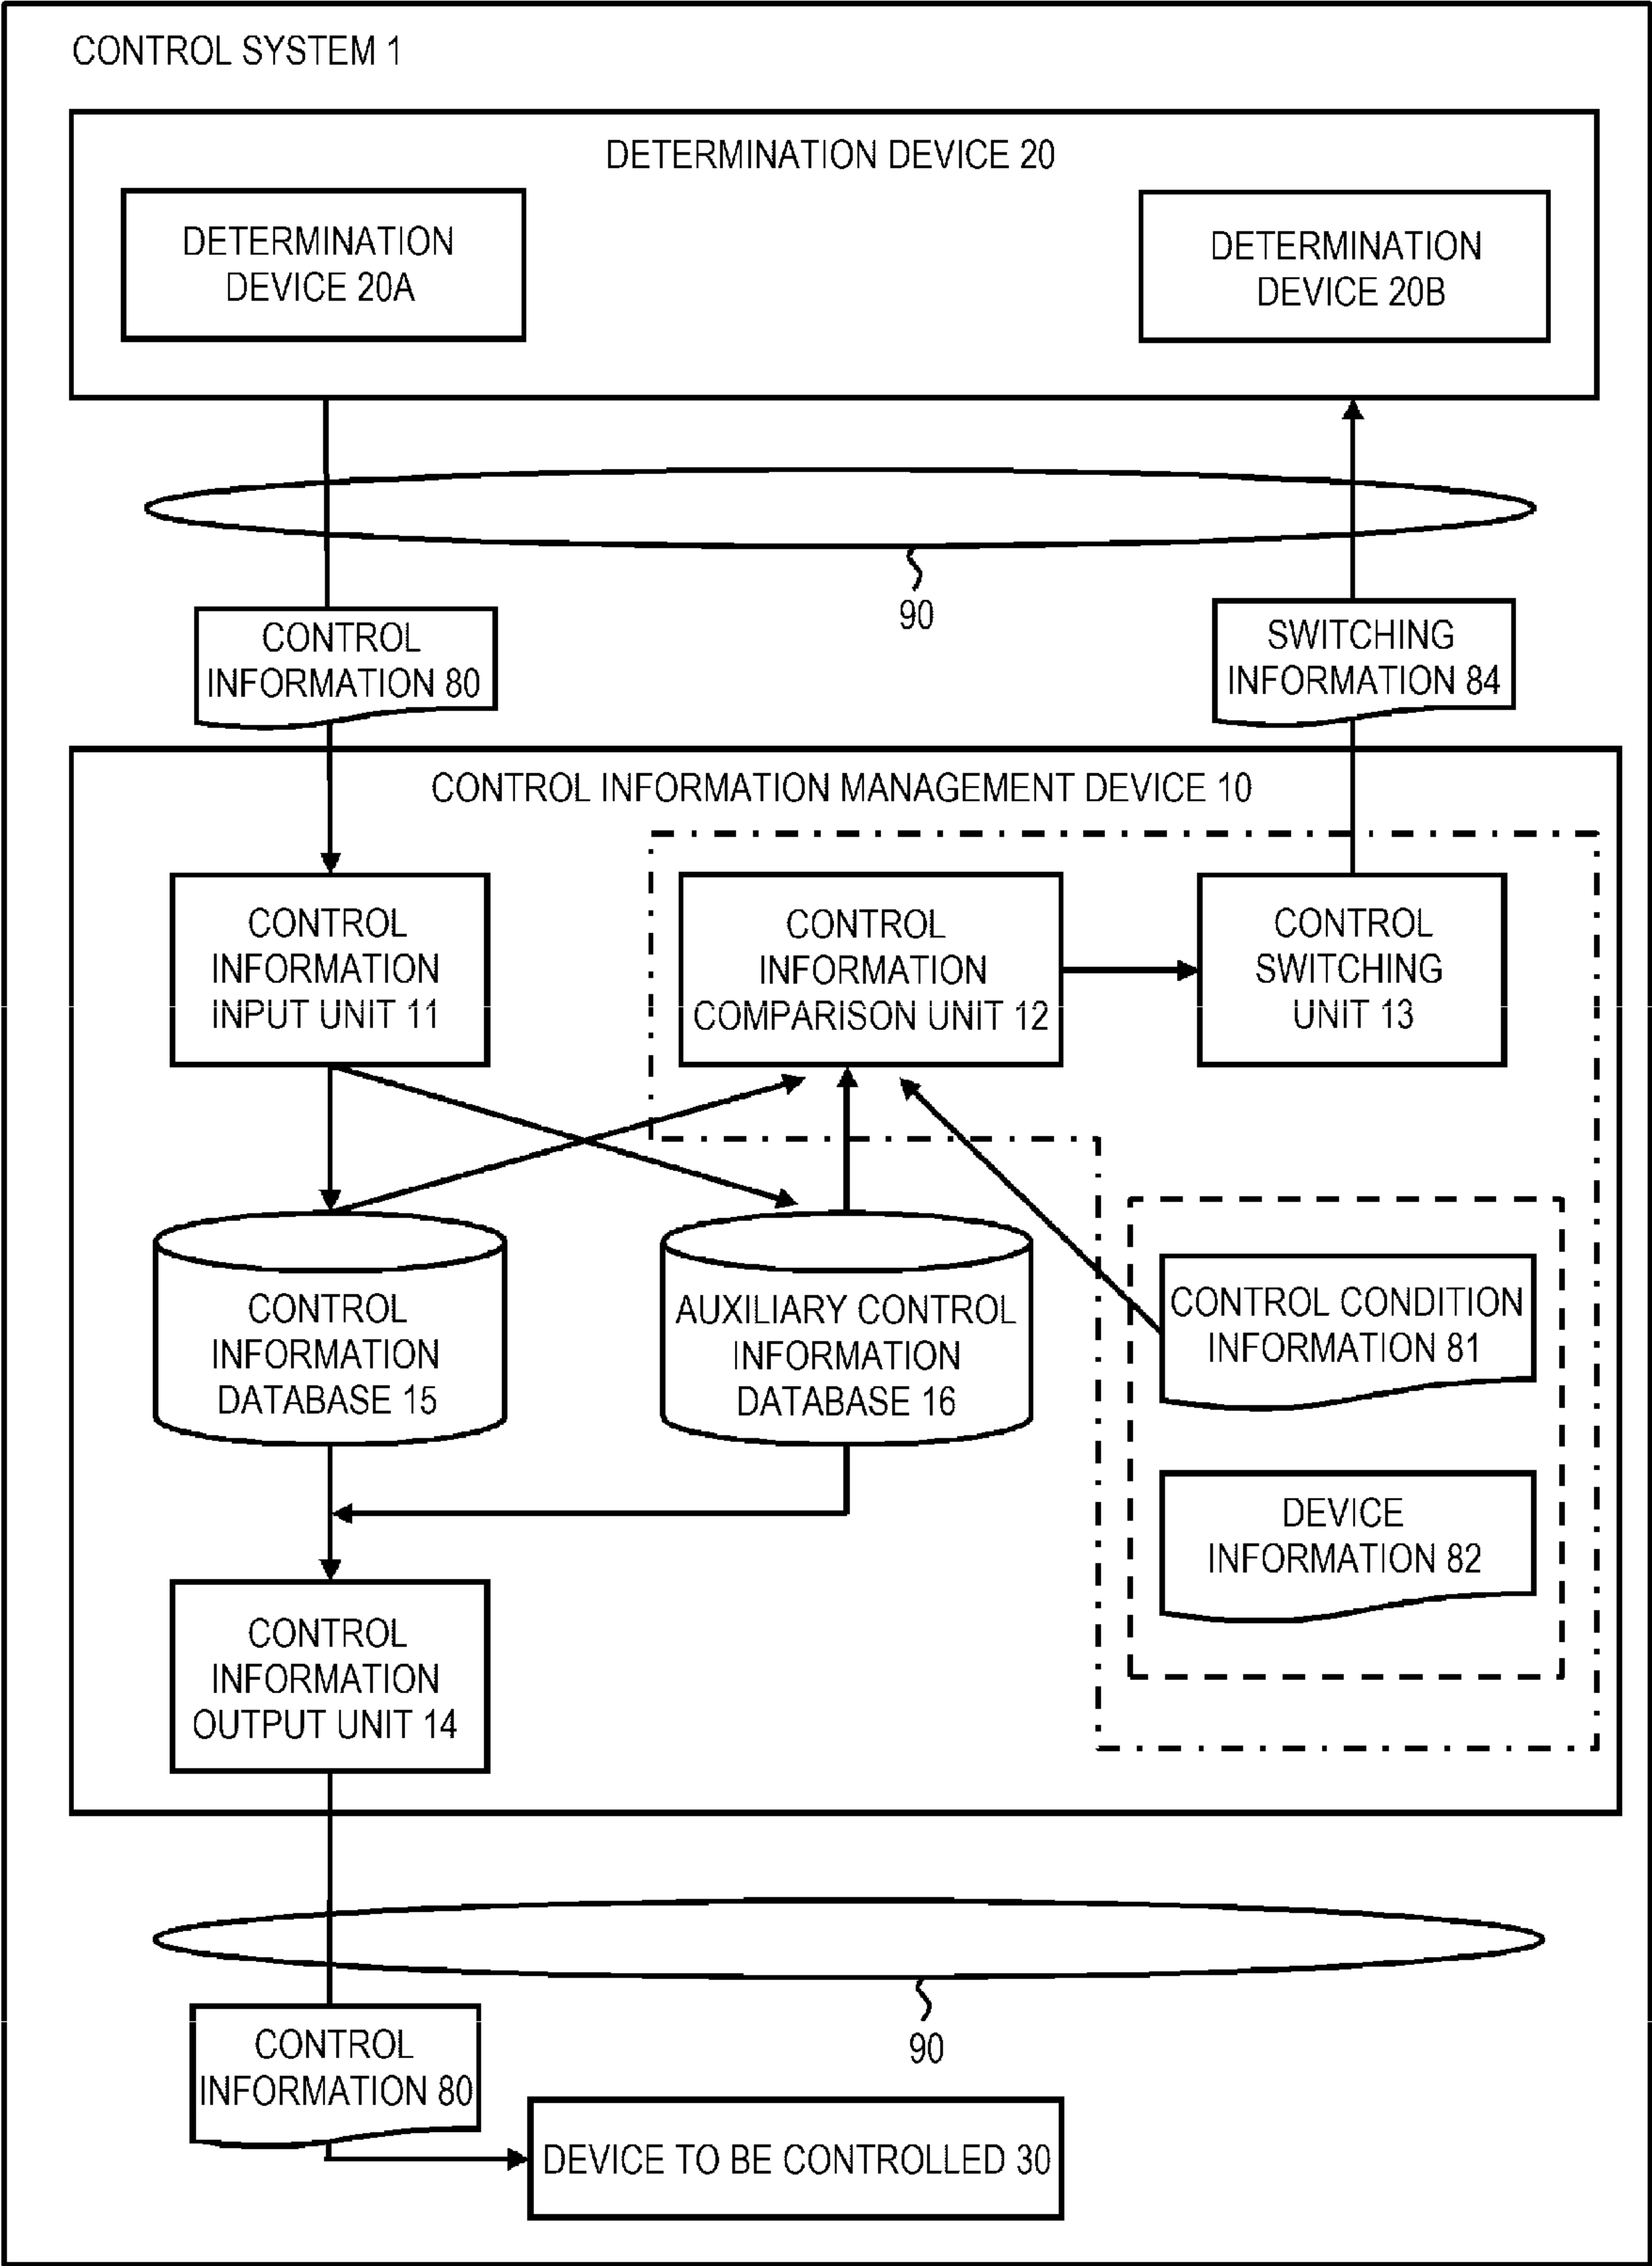 CONTROL SYSTEM 1
DETERMINATION DEVICE 20
DETERMINATION
DEVICE 20A
DETERMINATION
DEVICE 20B
90
CONTROL
INFORMATION 80
SWITCHING
INFORMATION 84
CONTROL INFORMATION MANAGEMENT DEVICE 10
CONTROL
INFORMATION
INPUT UNIT 11
CONTROL
INFORMATION
COMPARISON UNIT 12
CONTROL
SWITCHING
UNIT 13
CONTROL
INFORMATION
DATABASE 15
AUXILIARY CONTROL
INFORMATION
DATABASE 16
CONTROL CONDITION
INFORMATION 81
DEVICE
INFORMATION 82
CONTROL
INFORMATION
OUTPUT UNIT 14
90
CONTROL
INFORMATION 80
DEVICE TO BE CONTROLLED 30